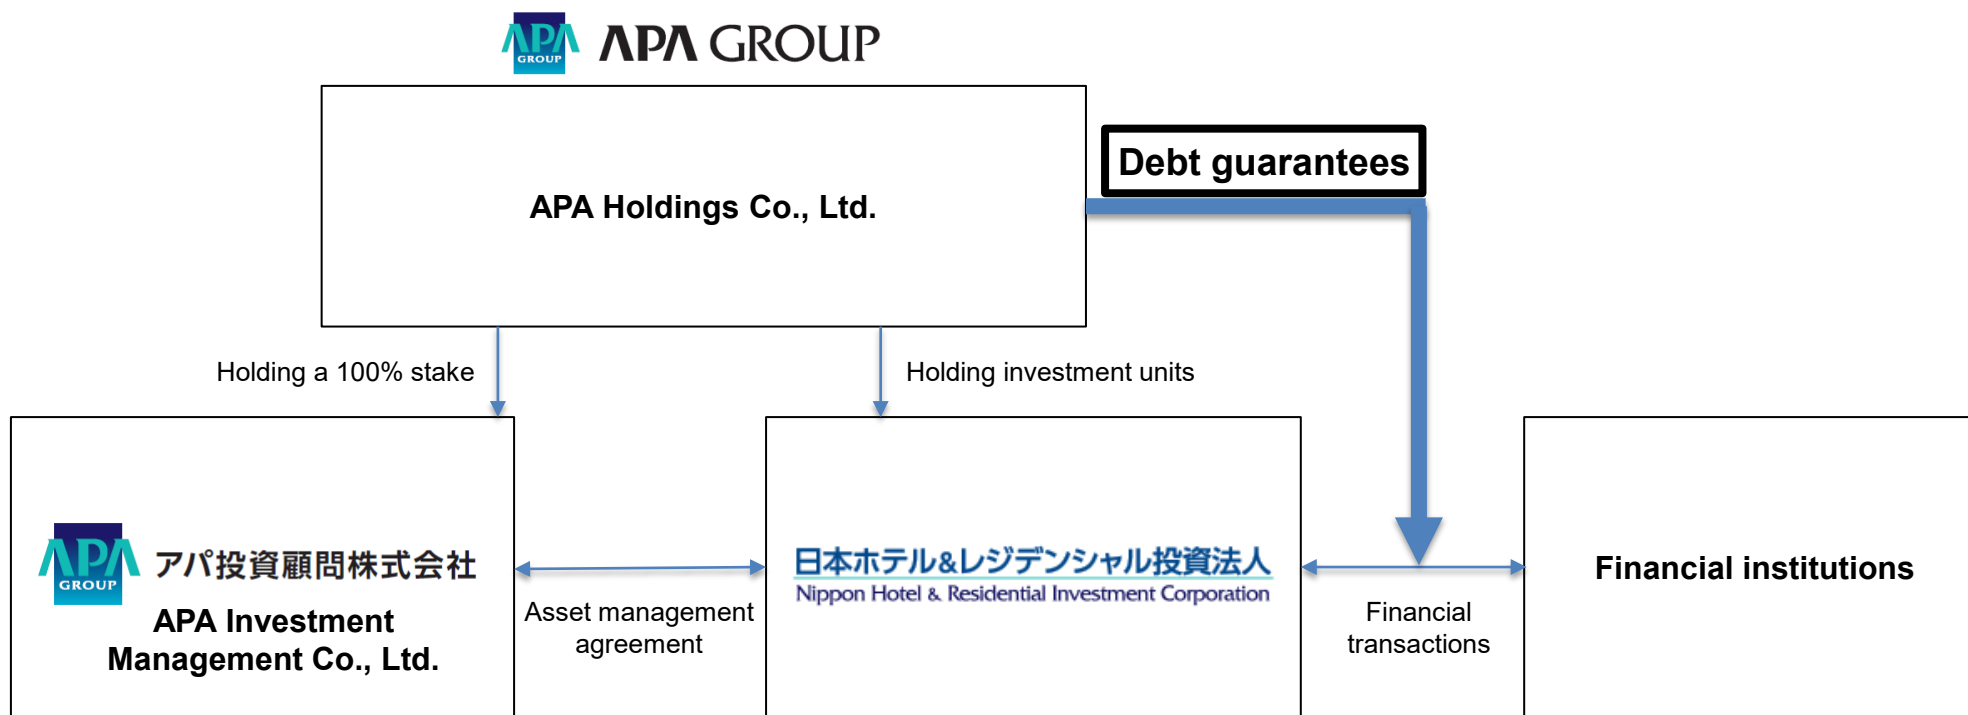 APA
GROUP
APA GROUP
Debt guarantees
APA Holdings Co., Ltd.
Holding a 100% stake
Holding investment units
APA
GROUP
アパ投資顧問株式会社
APA Investment
Management Co., Ltd.
Asset management
agreement
日本ホテル&レジデンシャル投資法人
Nippon Hotel & Residential Investment Corporation
Financial
transactions
Financial institutions